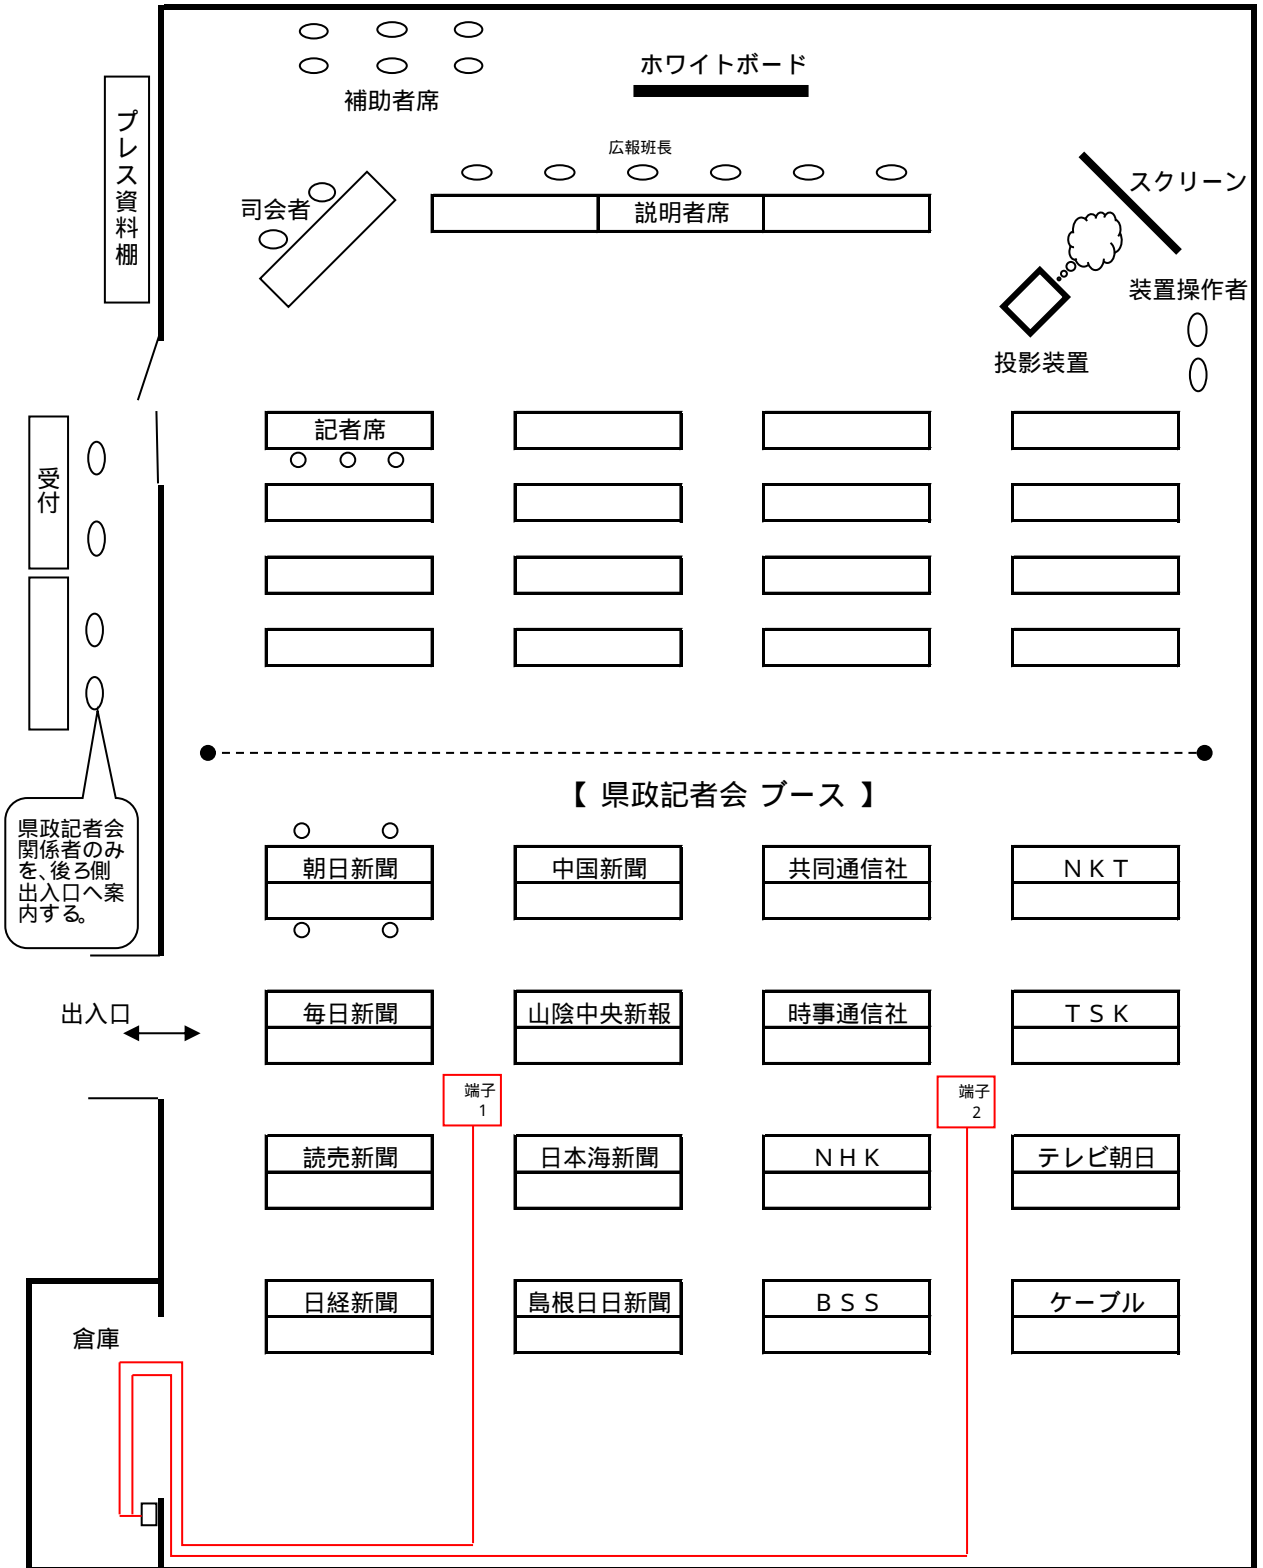 ホワイトボード
補助者席
プレス資料棚
広報班長
司会者
説明者席
スクリーン
装置操作者
投影装置
記者席
受付
【 県政記者会 ブース 】
県政記者会
関係者のみ
を、後ろ側
出入口へ案
内する。
朝日新聞
中国新聞
共同通信社
ＮＫＴ
出入口
毎日新聞
山陰中央新報
時事通信社
ＴＳＫ
端子
1
端子
2
読売新聞
日本海新聞
ＮＨＫ
テレビ朝日
日経新聞
島根日日新聞
ＢＳＳ
ケーブル
倉庫